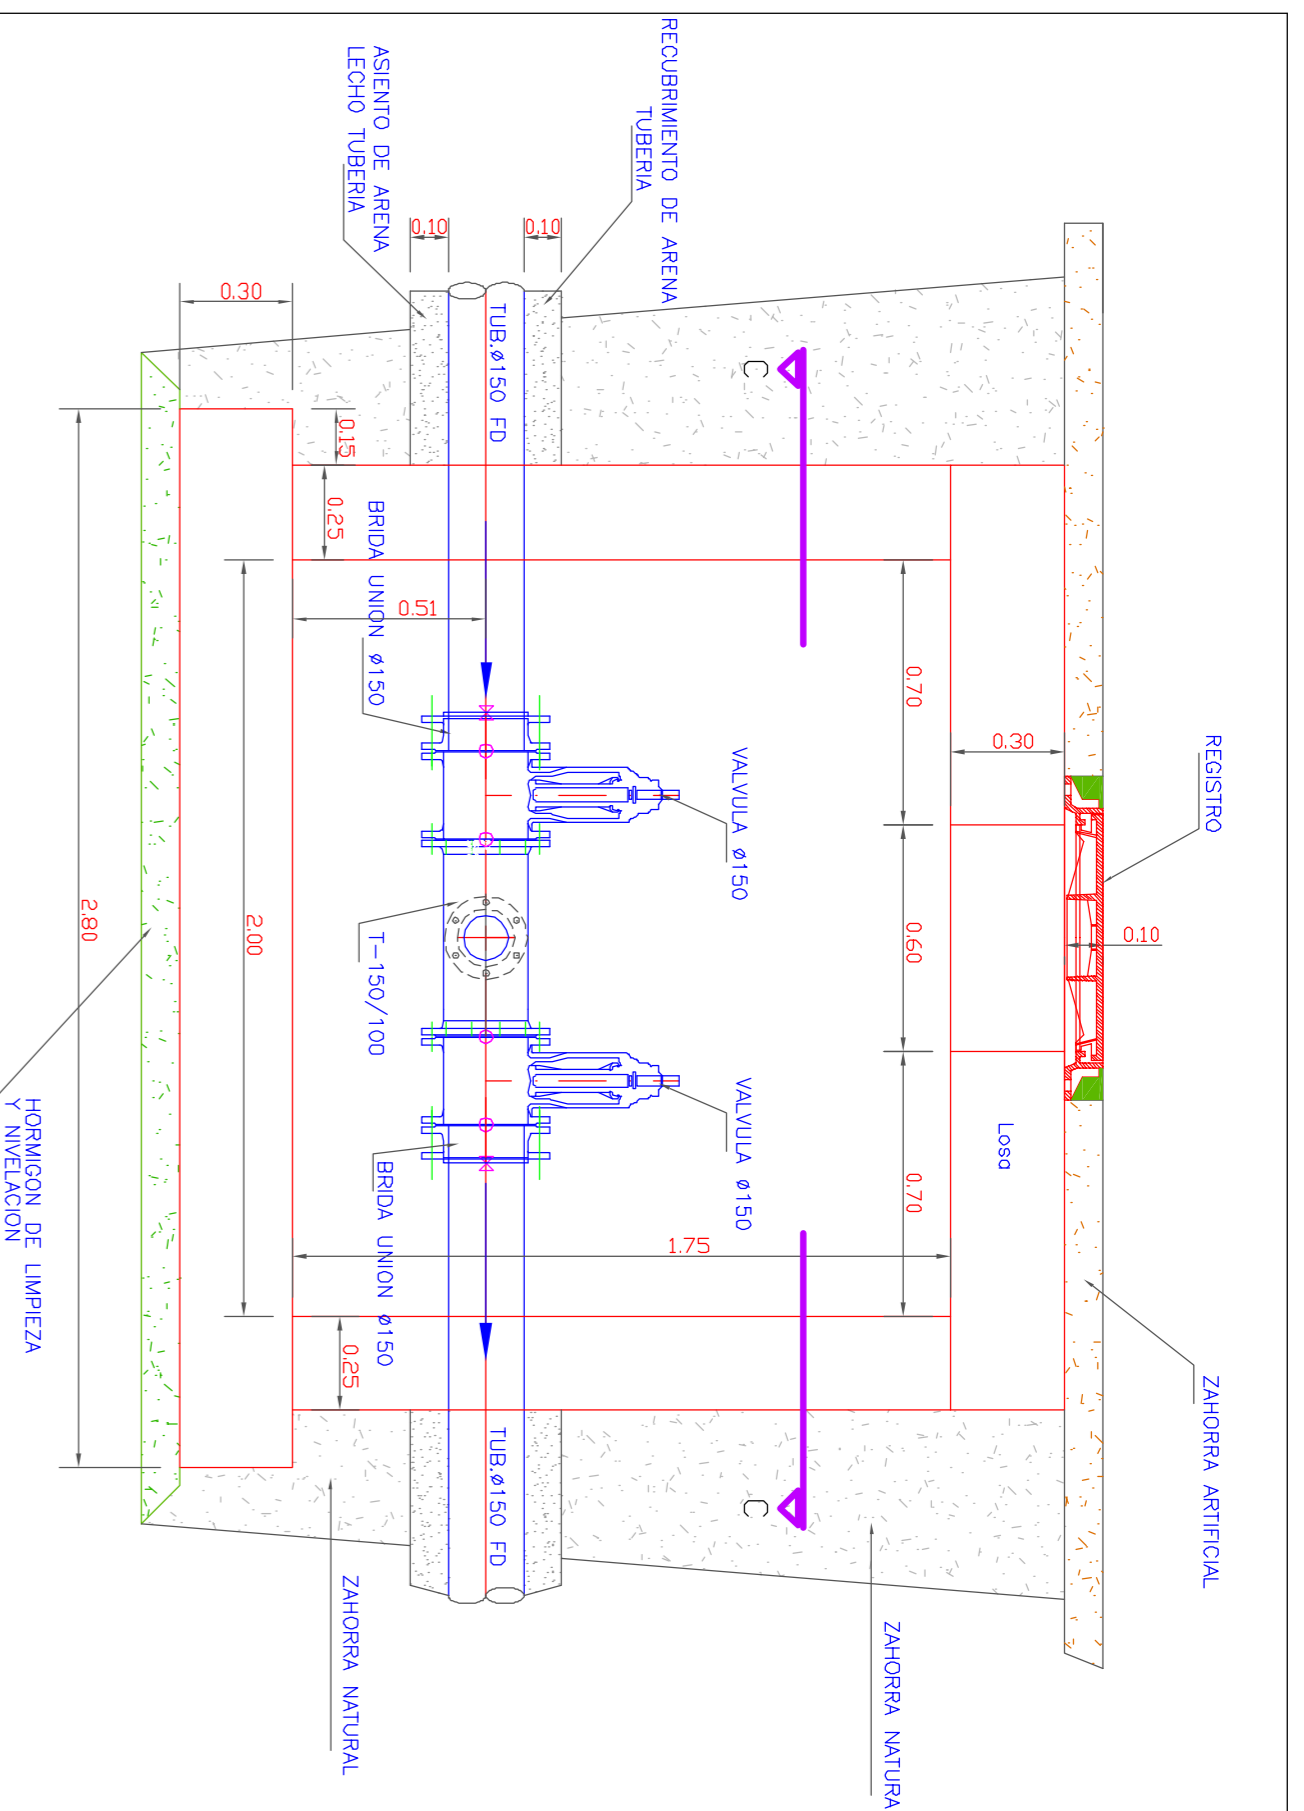 REGISTRO
ZAHORRA ARTIFICIAL
0,10
Losa
0,30
0,70
0,60
0,70
RECUBRIMIENTO DE ARENA
TUBERIA
ZAHORRA NATURA
C
C
VALVULA ø150
VALVULA ø150
1.75
0,10
0,10
TUB.ø150 FD
TUB.ø150 FD
0.51
ASIENTO DE ARENA
LECHO TUBERIA
BRIDA UNION ø150
T-150/100
BRIDA UNION ø150
0,15
0,25
0,25
ZAHORRA NATURAL
0.30
2.00
2.80
HORMIGON DE LIMPIEZA
Y NIVELACION